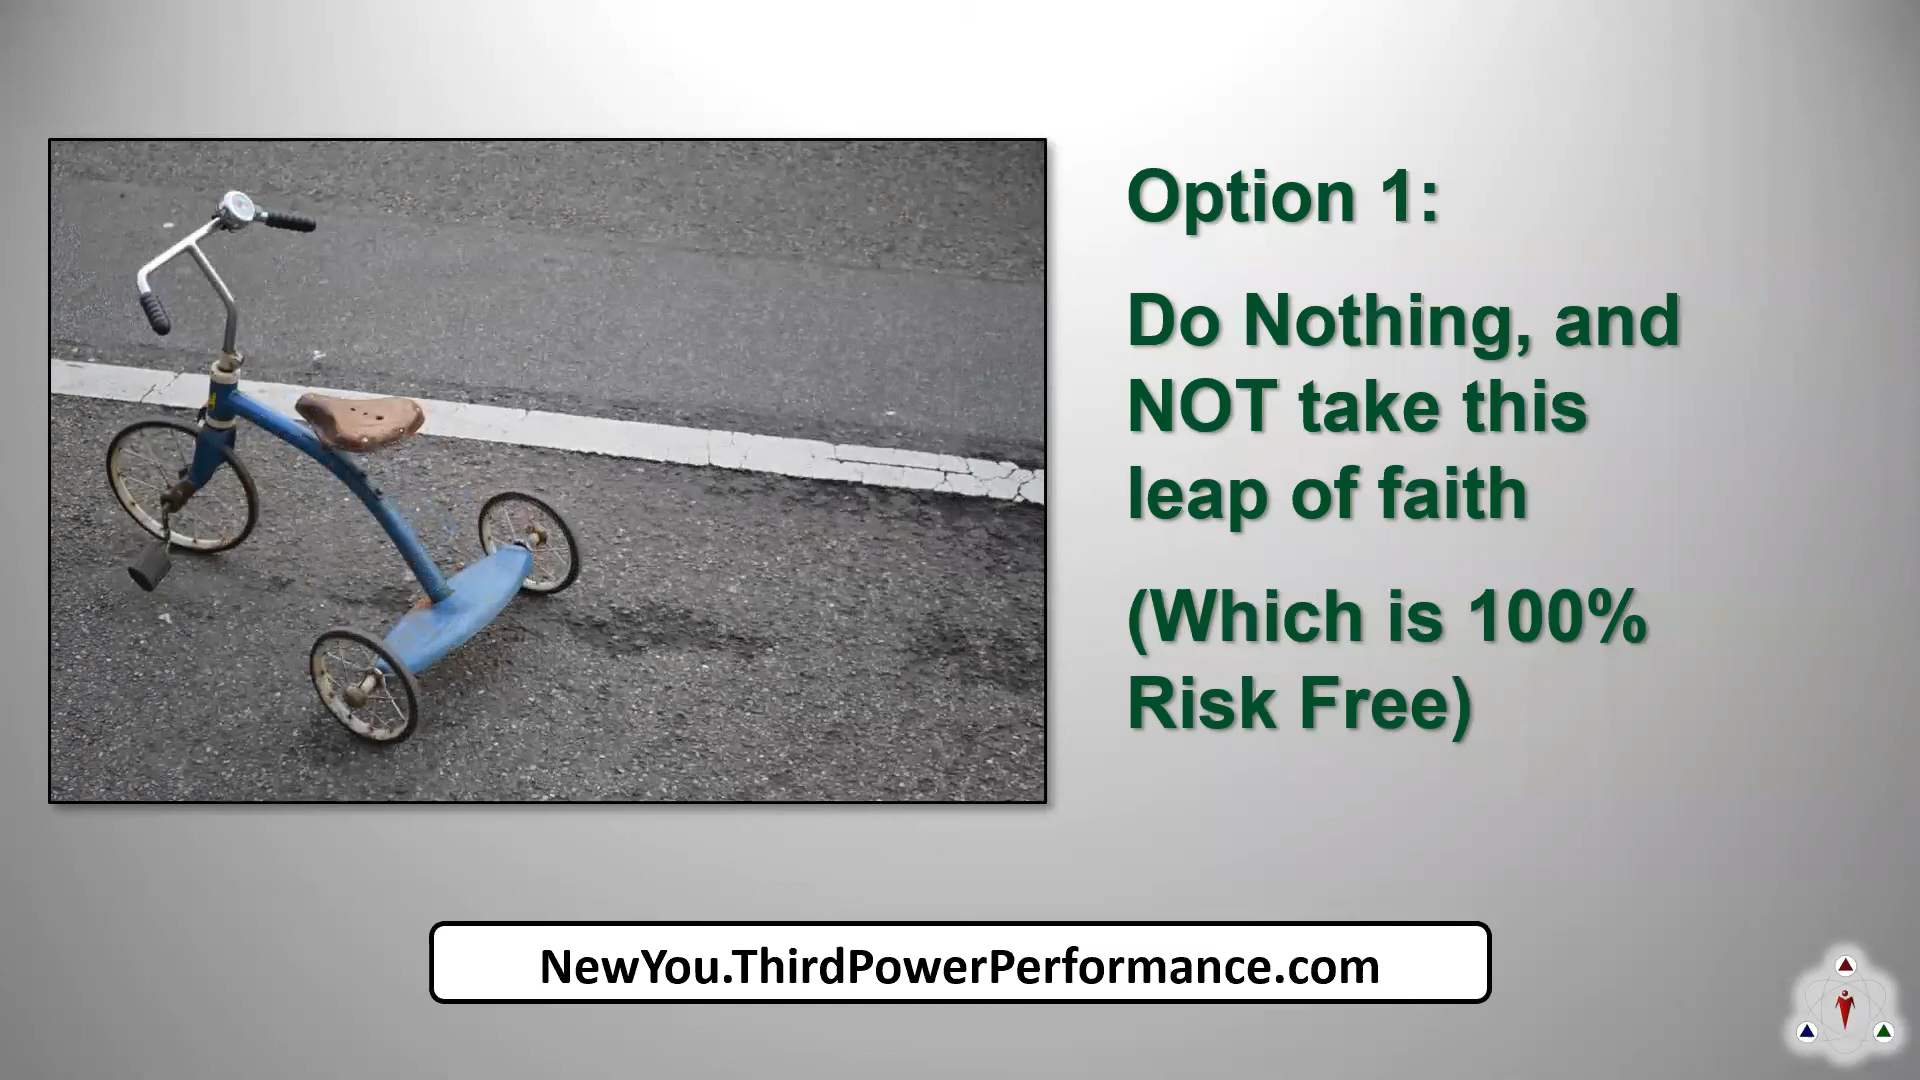 Option 1:
Do Nothing, and
NOT take this
leap of faith
(Which is 100%
Risk Free)
NewYou.ThirdPowerPerformance.com